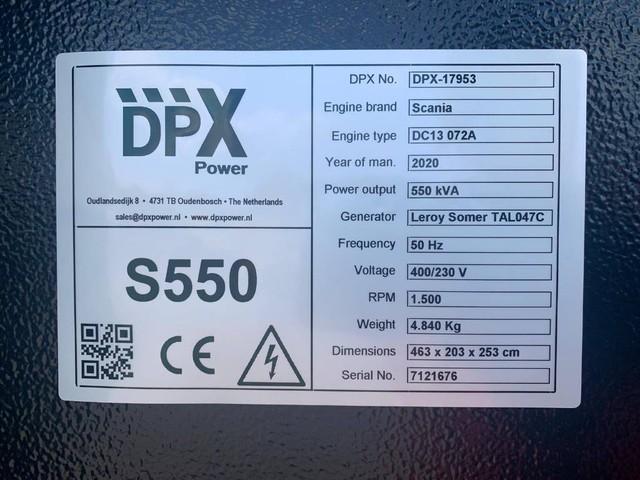 DPX
Power
Oudlandsedijk 8 • 4731 TB Oudenbosch • The Netherlands
sales@dpxpower.nl • www.dpxpower.nl
S550
CE
DPX No. DPX-17953
Engine brand Scania
Engine type DC13 072A
Year of man. 2020
Power output 550 kVA
Generator Leroy Somer TAL047C
Frequency 50 Hz
Voltage 400/230 V
RPM 1.500
Weight 4.840 Kg
Dimensions 463 x 203 x 253 cm
Serial No. 7121676